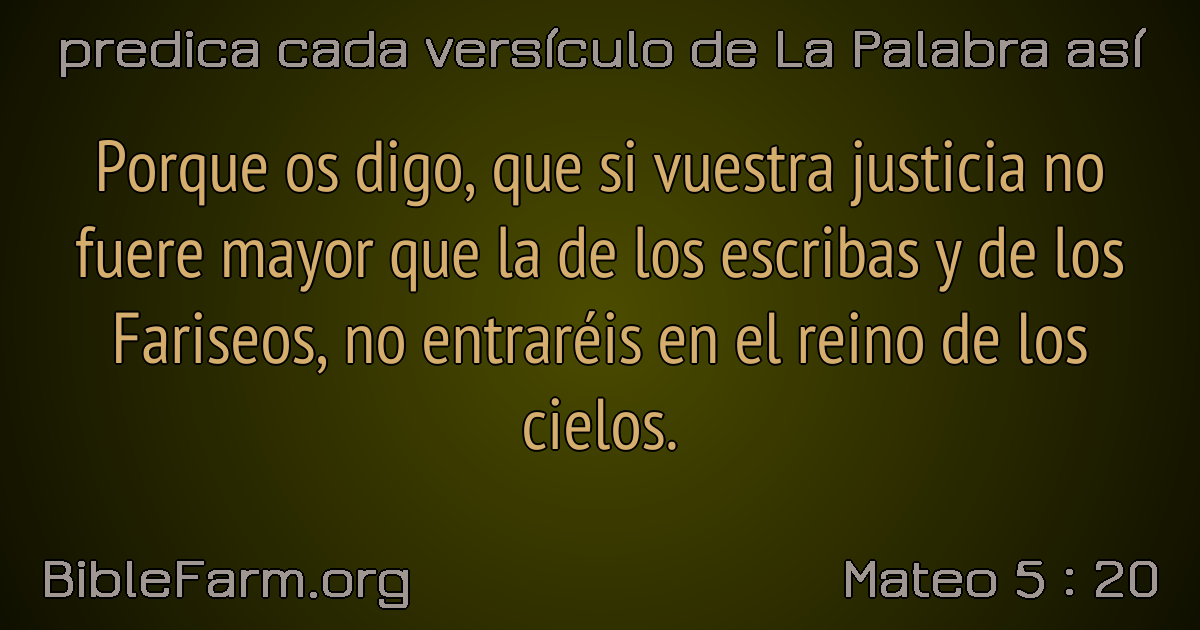 predica cada versículo de La Palabra así
Porque os digo, que si vuestra justicia no
fuere mayor que la de los escribas y de los
Fariseos, no entraréis en el reino de los
cielos.
BibleFarm.org
Mateo 5 : 20